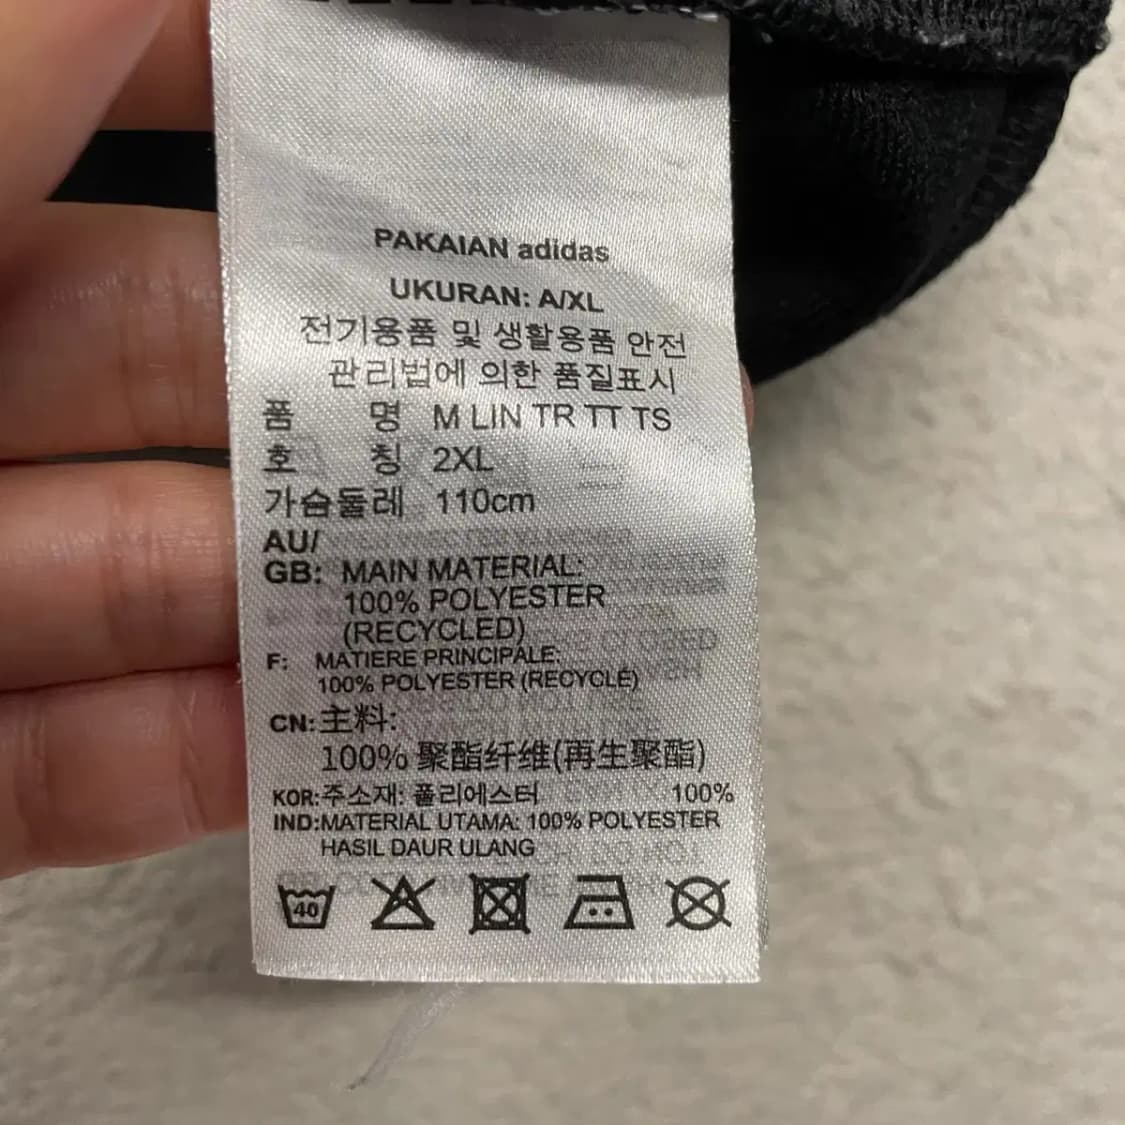 PAKAIAN adidas
UKURAN: A/XL
전기용품 및 생활용품 안전
관리법에 의한 품질표시
품 명 M LIN TR TT TS
호 칭 2XL
가슴둘레 110cm
AU/
GB: MAIN MATERIAL:
100% POLYESTER
(RECYCLED)
F: MATIERE PRINCIPALE:
100% POLYESTER (RECYCLÉ)
CN: 主料:
100% 聚酯纤维(再生聚酯)
KOR: 주소재: 폴리에스터 100%
IND: MATERIAL UTAMA: 100% POLYESTER
HASIL DAUR ULANG
40